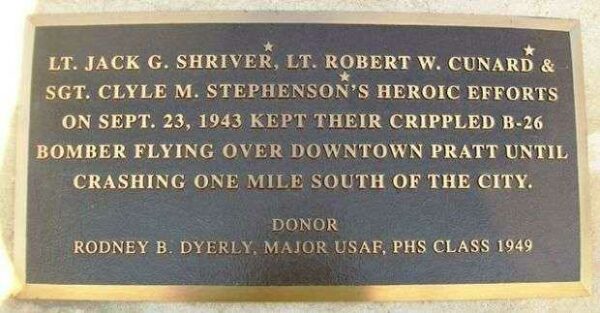 LT. JACK G. SHRIVER, LT. ROBERT W. CUNARD &
SGT. CLYLE M. STEPHENSON'S HEROIC EFFORTS
ON SEPT. 23, 1943 KEPT THEIR CRIPPLED B-26
BOMBER FLYING OVER DOWNTOWN PRATT UNTIL
CRASHING ONE MILE SOUTH OF THE CITY.
DONOR
RODNEY B. DYERLY, MAJOR USAF, PHS CLASS 1949